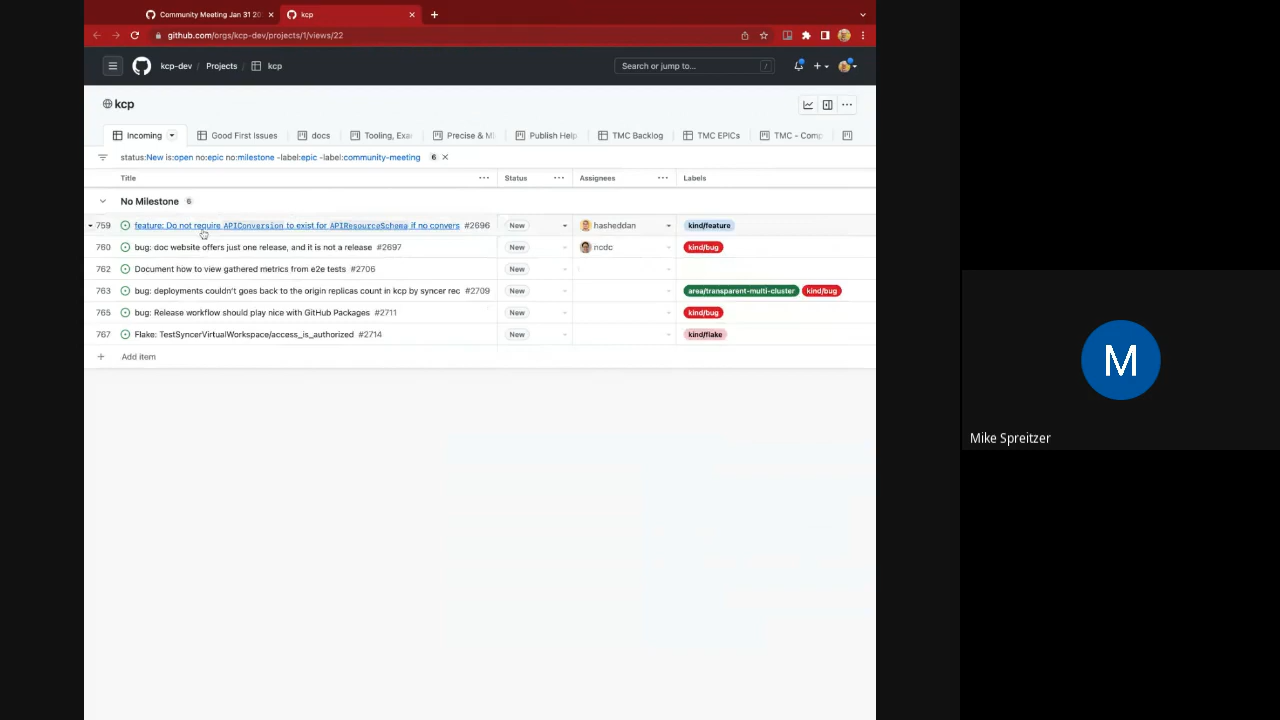 Community Meeting Jan 31 20
kcp
github.com/orgs/kcp-dev/projects/1/views/22
kcp-dev / Projects / kcp
Search or jump to...
/
kcp
Incoming
Good First Issues
docs
Tooling, Exa
Precise & Mi
Publish Help
TMC Backlog
TMC EPICs
TMC - Comp
status:New is:open no:epic no:milestone -label:epic -label:community-meeting 6
Title Status Assignees Labels
No Milestone 6
759 feature: Do not require APIConversion to exist for APIResourceSchema if no convers #2696 New hasheddan kind/feature
760 bug: doc website offers just one release, and it is not a release #2697 New ncdc kind/bug
762 Document how to view gathered metrics from e2e tests #2706 New
763 bug: deployments couldn't goes back to the origin replicas count in kcp by syncer rec #2709 New area/transparent-multi-cluster kind/bug
765 bug: Release workflow should play nice with GitHub Packages #2711 New kind/bug
767 Flake: TestSyncerVirtualWorkspace/access_is_authorized #2714 New kind/flake
Add item
M
Mike Spreitzer